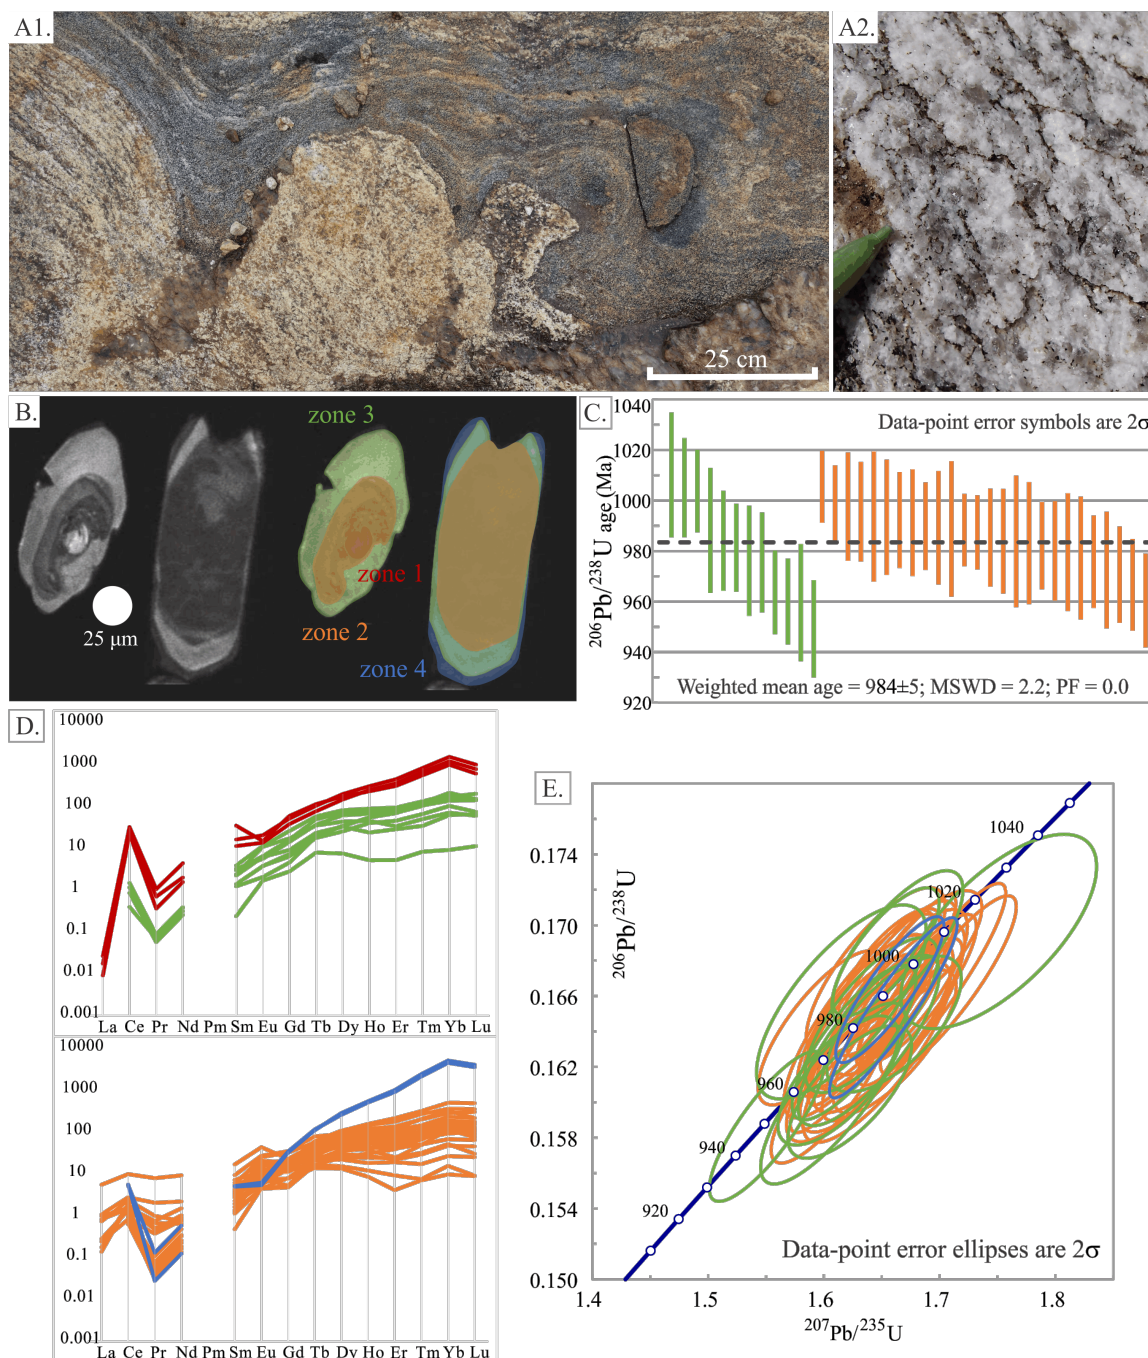 A1.
A2.
25 cm
B.
zone 3
zone 1
zone 2
zone 4
25 μm
C.
1040
1020
1000
980
960
940
920
²⁰⁶Pb/²³⁸U age (Ma)
Data-point error symbols are 2σ
Weighted mean age = 984±5; MSWD = 2.2; PF = 0.0
D.
10000
1000
100
10
1
0.1
0.01
0.001
La Ce Pr Nd Pm Sm Eu Gd Tb Dy Ho Er Tm Yb Lu
10000
1000
100
10
1
0.1
0.01
0.001
La Ce Pr Nd Pm Sm Eu Gd Tb Dy Ho Er Tm Yb Lu
E.
0.174
0.170
0.166
0.162
0.158
0.154
0.150
²⁰⁶Pb/²³⁸U
1040
1020
1000
980
960
940
920
Data-point error ellipses are 2σ
1.4 1.5 1.6 1.7 1.8
²⁰⁷Pb/²³⁵U